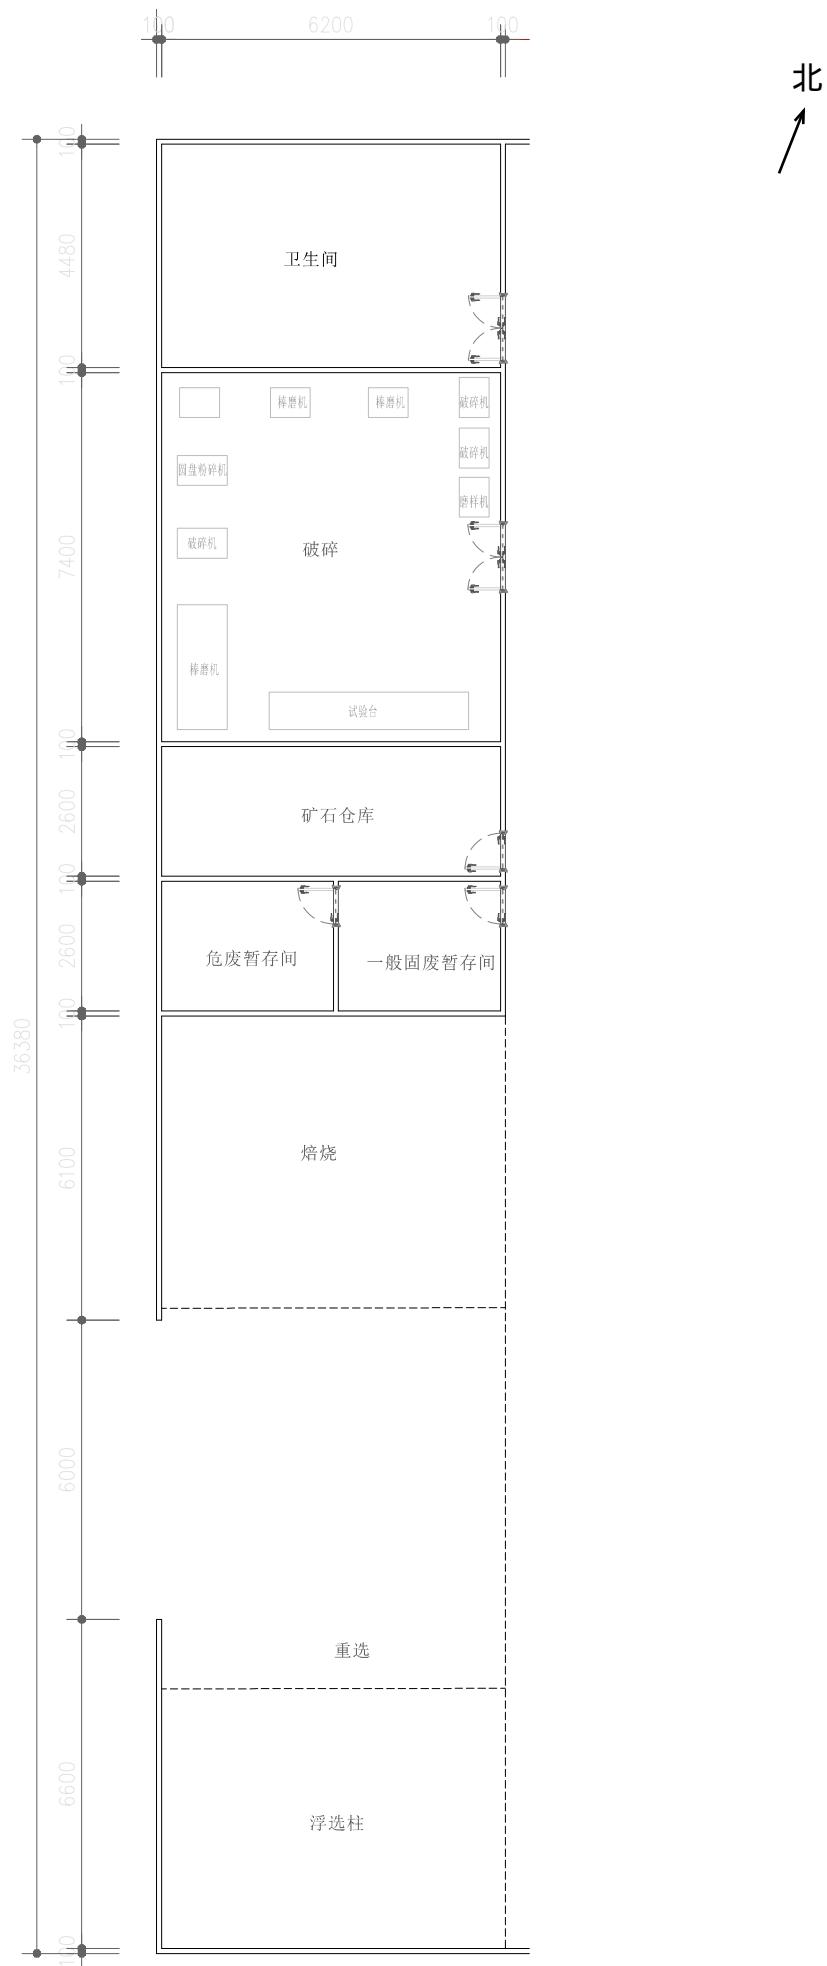 100
6200
100
北
100
4480
卫生间
100
棒磨机
棒磨机
破碎机
圆盘粉碎机
破碎机
磨样机
7400
破碎机
破碎
棒磨机
试验台
100
2600
矿石仓库
100
2600
危废暂存间
一般固废暂存间
100
36380
6100
焙烧
6000
重选
6600
浮选柱
100